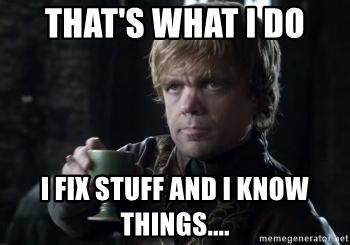 THAT'S WHAT I DO
I FIX STUFF AND I KNOW
THINGS....
memegenerator.net